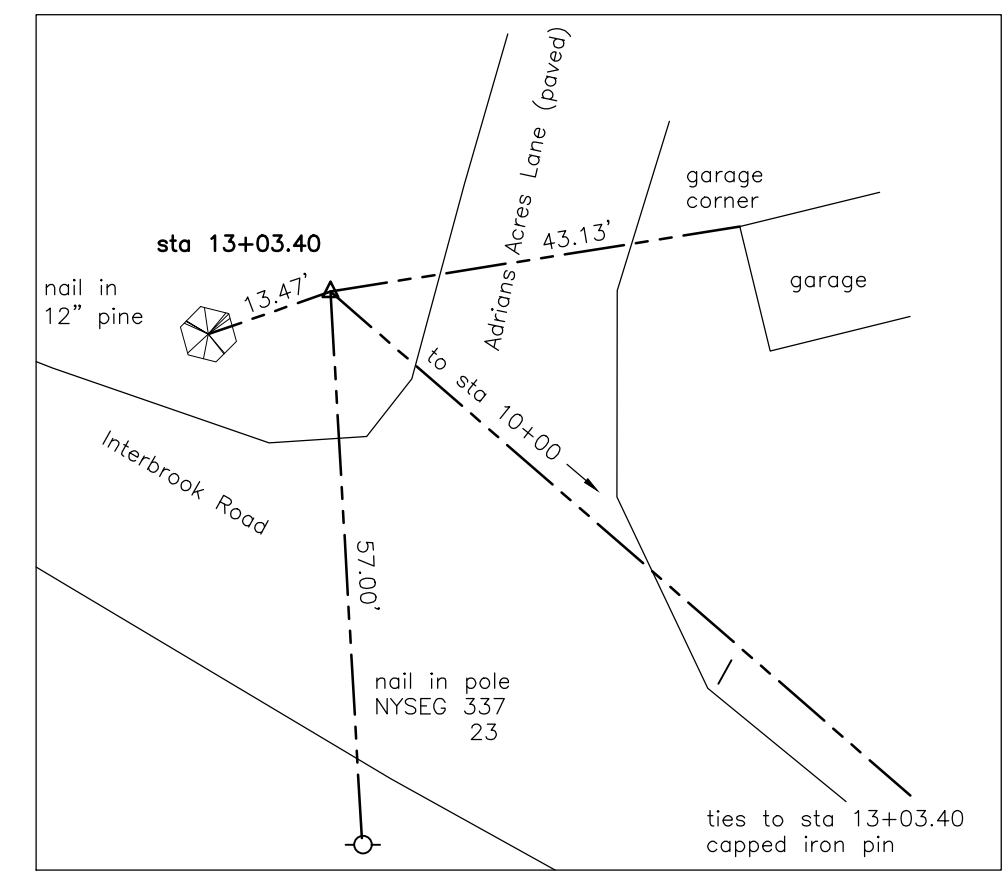 Adrians Acres Lane (paved)
garage
corner
sta 13+03.40
43.13'
nail in
12" pine
13.47'
garage
to sta 10+00
Interbrook Road
57.00'
nail in pole
NYSEG 337
23
ties to sta 13+03.40
capped iron pin